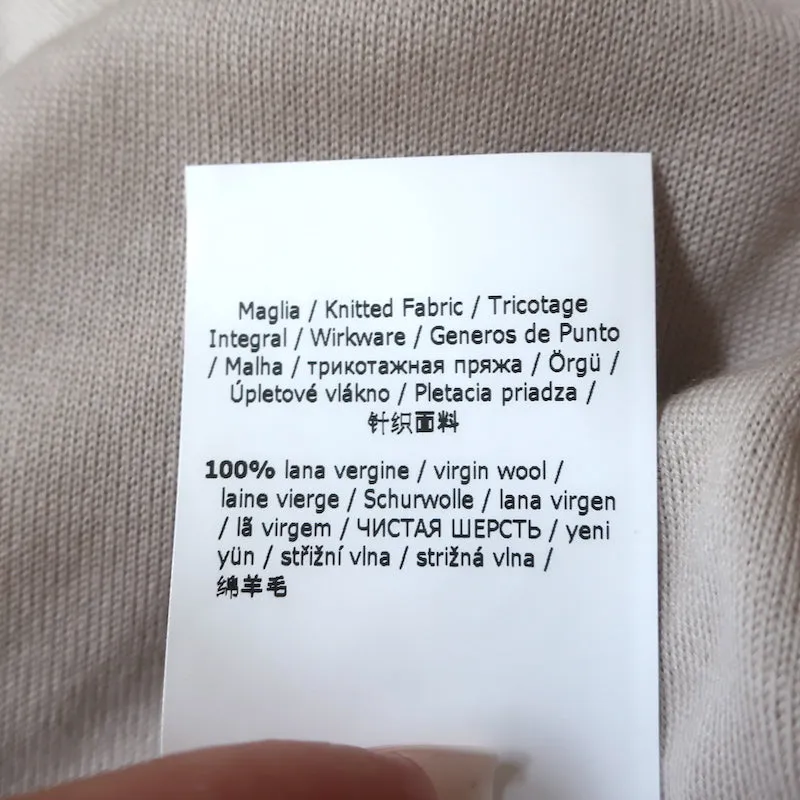 Maglia / Knitted Fabric / Tricotage
Integral / Wirkware / Generos de Punto
/ Malha / трикотажная пряжа / Örgü /
Úpletové vlákno / Pletacia priadza /
针织面料
100% lana vergine / virgin wool /
laine vierge / Schurwolle / lana virgen
/ lã virgem / ЧИСТАЯ ШЕРСТЬ / yeni
yün / střižní vlna / strižná vlna /
绵羊毛